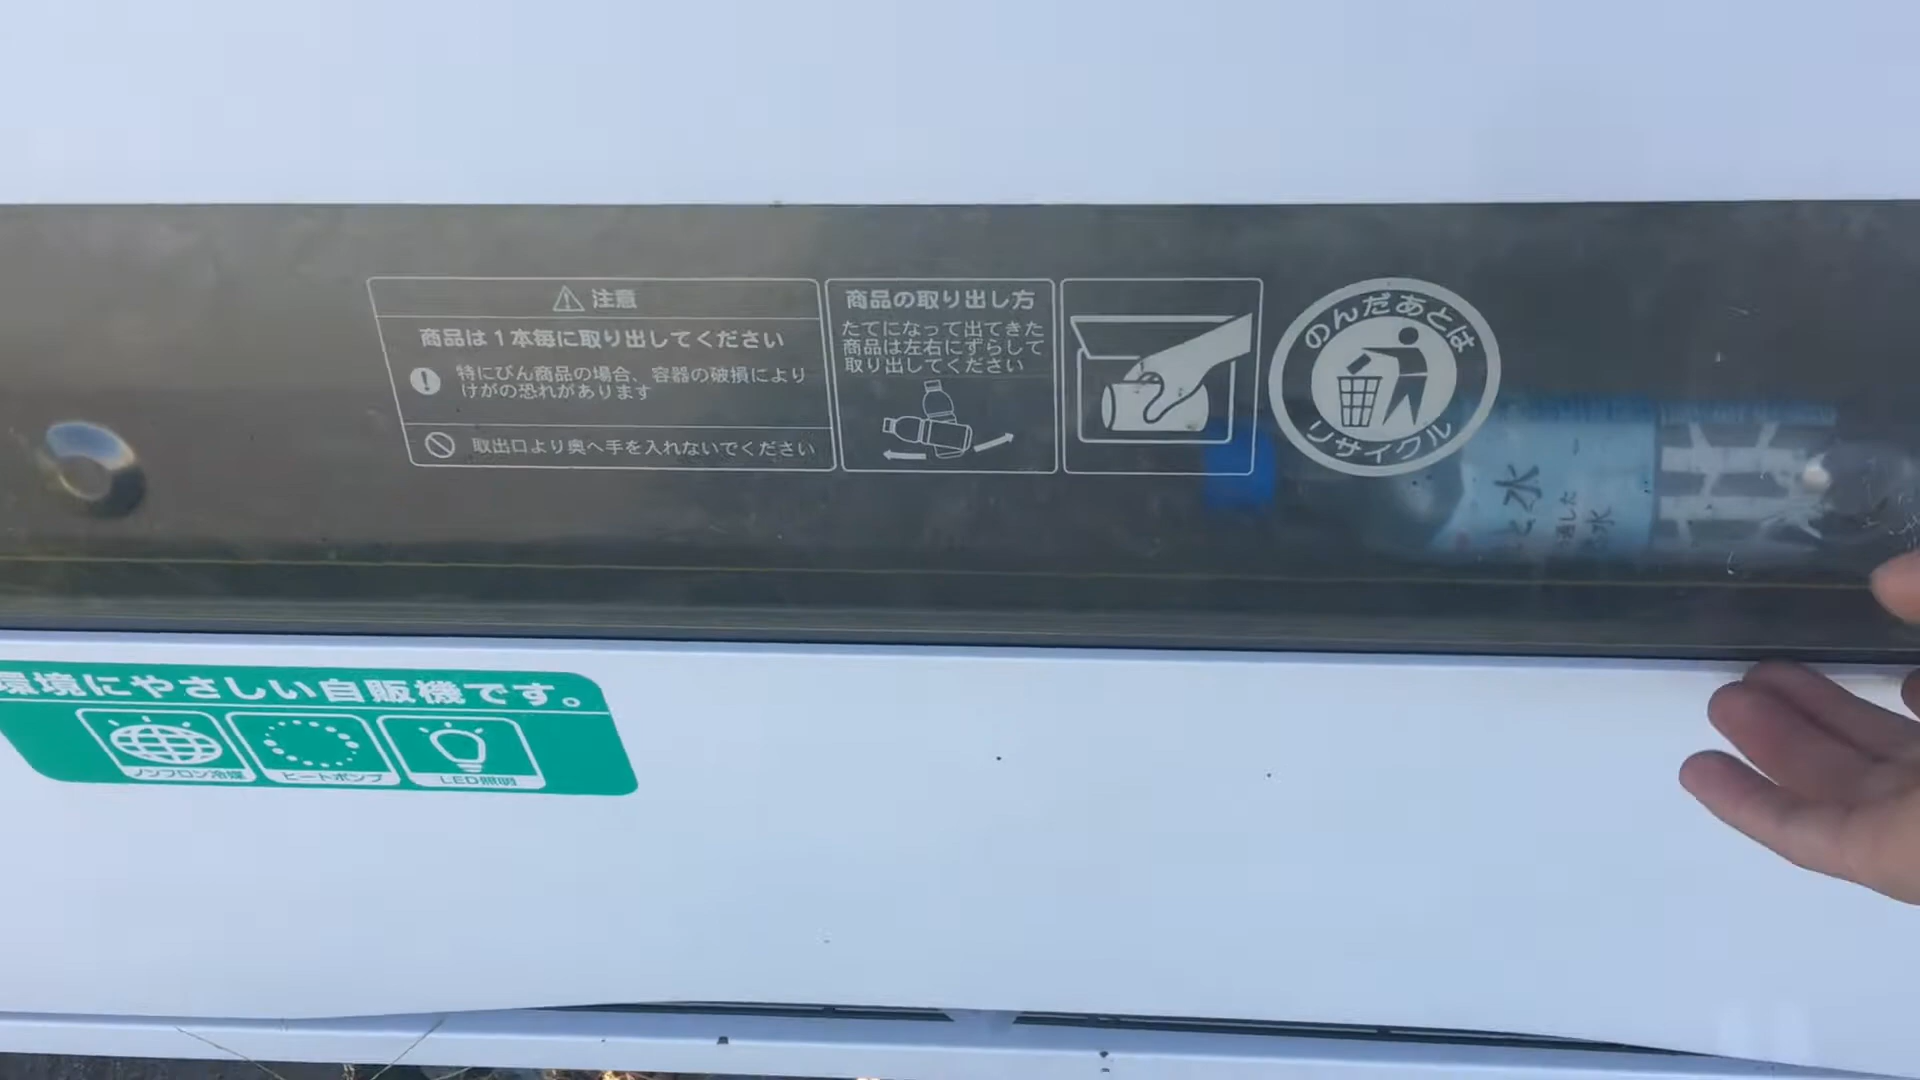 注意
商品は1本毎に取り出してください
特にびん商品の場合、容器の破損により
けがの恐れがあります
取出口より奥へ手を入れないでください
商品の取り出し方
たてになって出てきた
商品は左右にずらして
取り出してください
のんだあとは
リサイクル
水
水
環境にやさしい自販機です。
ノンフロン冷媒
ヒートポンプ
LED照明